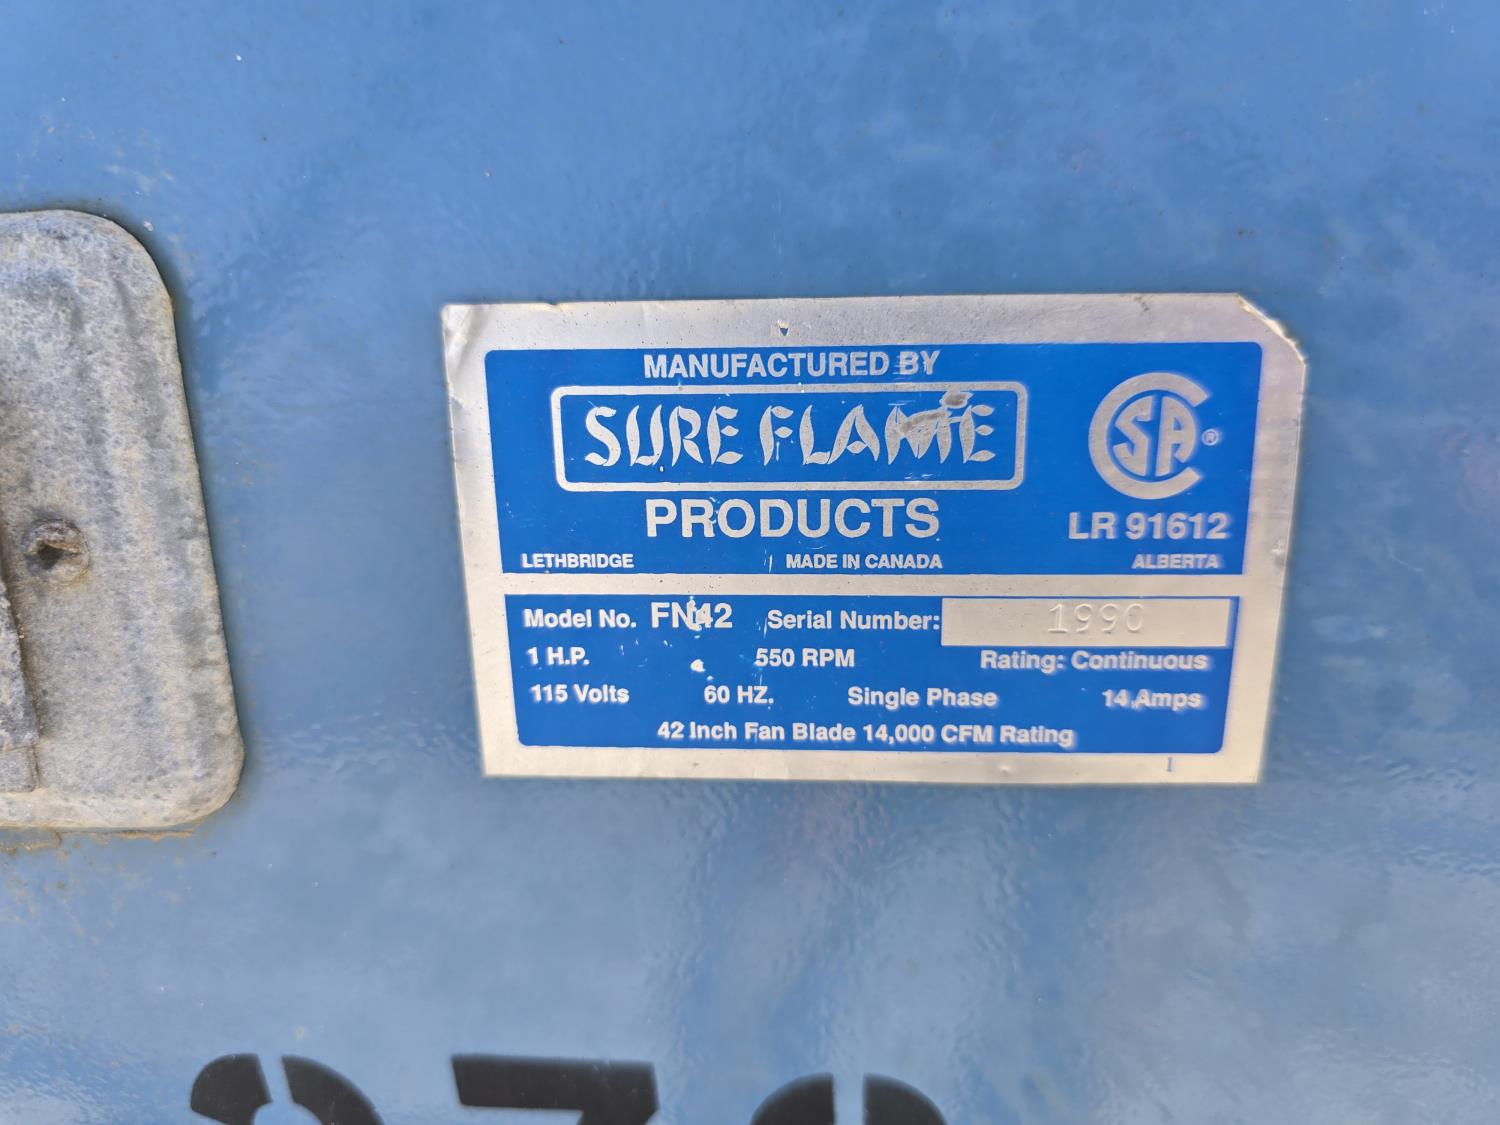 MANUFACTURED BY
SURE FLAME
PRODUCTS
CSA®
LR 91612
LETHBRIDGE MADE IN CANADA ALBERTA
Model No. FN42 Serial Number: 1990
1 H.P. 550 RPM Rating: Continuous
115 Volts 60 HZ. Single Phase 14 Amps
42 Inch Fan Blade 14,000 CFM Rating